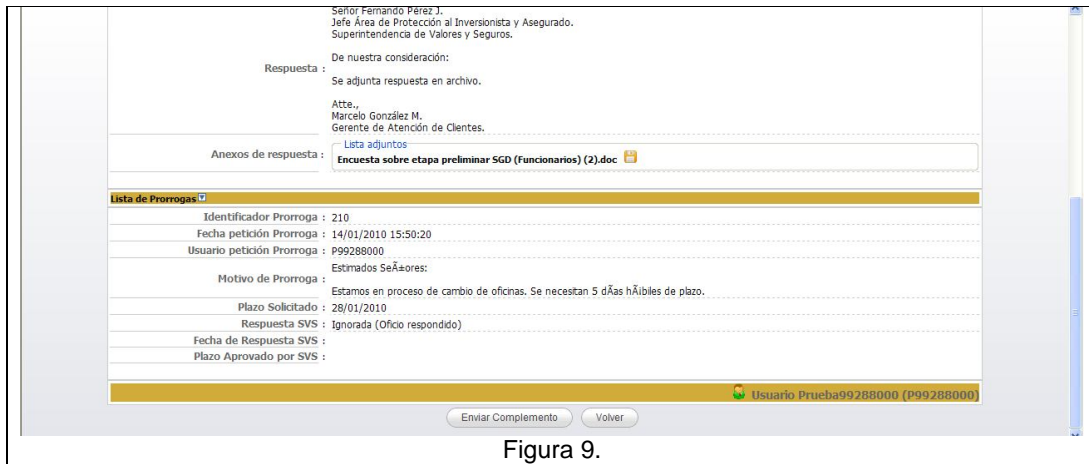 Señor Fernando Pérez J.
Jefe Área de Protección al Inversionista y Asegurado.
Superintendencia de Valores y Seguros.
De nuestra consideración:
Respuesta :
Se adjunta respuesta en archivo.
Atte.,
Marcelo González M.
Gerente de Atención de Clientes.
Anexos de respuesta :
Lista adjuntos
Encuesta sobre etapa preliminar SGD (Funcionarios) (2).doc
Lista de Prorrogas
Identificador Prorroga : 210
Fecha petición Prorroga : 14/01/2010 15:50:20
Usuario petición Prorroga : P99288000
Motivo de Prorroga :
Estimados SeÃ±ores:
Estamos en proceso de cambio de oficinas. Se necesitan 5 dÃas hÃibiles de plazo.
Plazo Solicitado : 28/01/2010
Respuesta SVS : Ignorada (Oficio respondido)
Fecha de Respuesta SVS :
Plazo Aprovado por SVS :
Usuario Prueba99288000 (P99288000)
Enviar Complemento Volver
Figura 9.